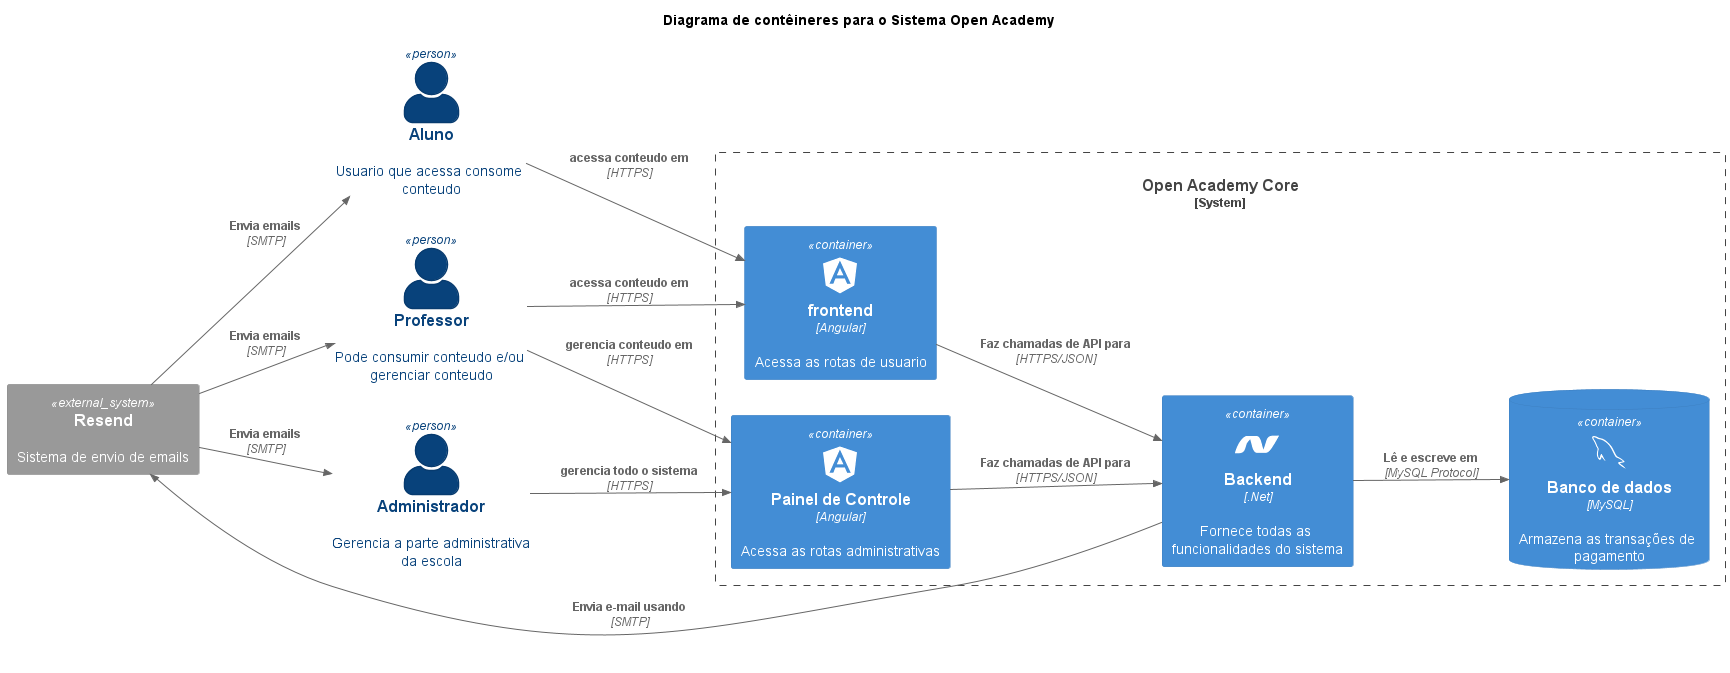 Diagrama de contêineres para o Sistema Open Academy
«person»
Aluno
Usuario que acessa consome
conteudo
acessa conteudo em
[HTTPS]
Open Academy Core
[System]
Envia emails
[SMTP]
«person»
Professor
Pode consumir conteudo e/ou
gerenciar conteudo
acessa conteudo em
[HTTPS]
gerencia conteudo em
[HTTPS]
«container»
frontend
[Angular]
Acessa as rotas de usuario
Envia emails
[SMTP]
Faz chamadas de API para
[HTTPS/JSON]
«external_system»
Resend
Sistema de envio de emails
Envia emails
[SMTP]
«person»
Administrador
Gerencia a parte administrativa
da escola
gerencia todo o sistema
[HTTPS]
«container»
Painel de Controle
[Angular]
Acessa as rotas administrativas
Faz chamadas de API para
[HTTPS/JSON]
«container»
Backend
[.Net]
Fornece todas as
funcionalidades do sistema
Lê e escreve em
[MySQL Protocol]
«container»
Banco de dados
[MySQL]
Armazena as transações de
pagamento
Envia e-mail usando
[SMTP]